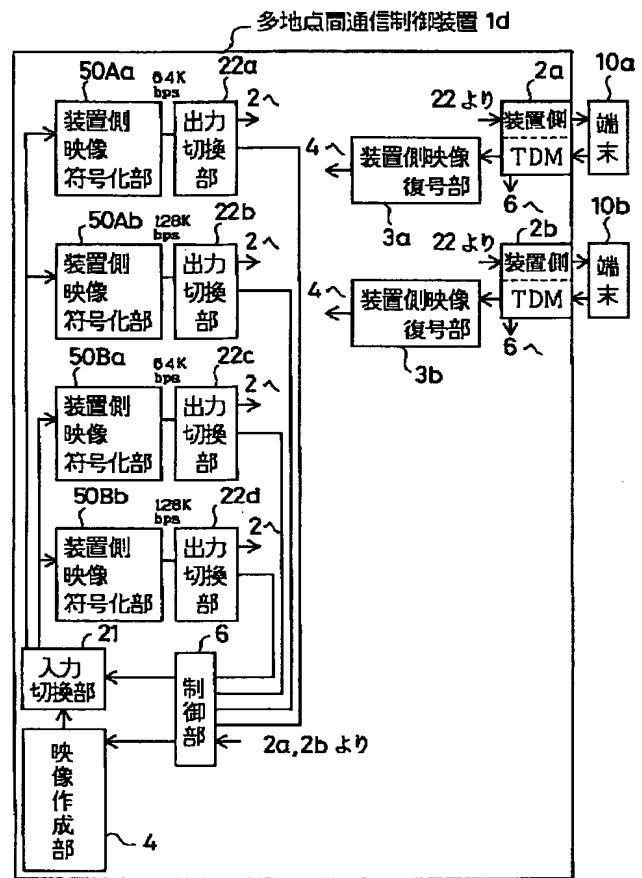 多地点間通信制御装置 1d
50Aa
64K
bps
22a
2へ
装置側
映像
符号化部
出力
切換
部
50Ab
128K
bps
22b
2へ
装置側
映像
符号化部
出力
切換
部
50Ba
64K
bps
22c
2へ
装置側
映像
符号化部
出力
切換
部
50Bb
128K
bps
22d
2へ
装置側
映像
符号化部
出力
切換
部
21
入力
切換部
6
制御部
2a,2b より
映像作成部
4
2a
10a
22 より
装置側
TDM
端末
4へ
装置側映像
復号部
6へ
3a
2b
10b
22 より
装置側
TDM
端末
4へ
装置側映像
復号部
6へ
3b